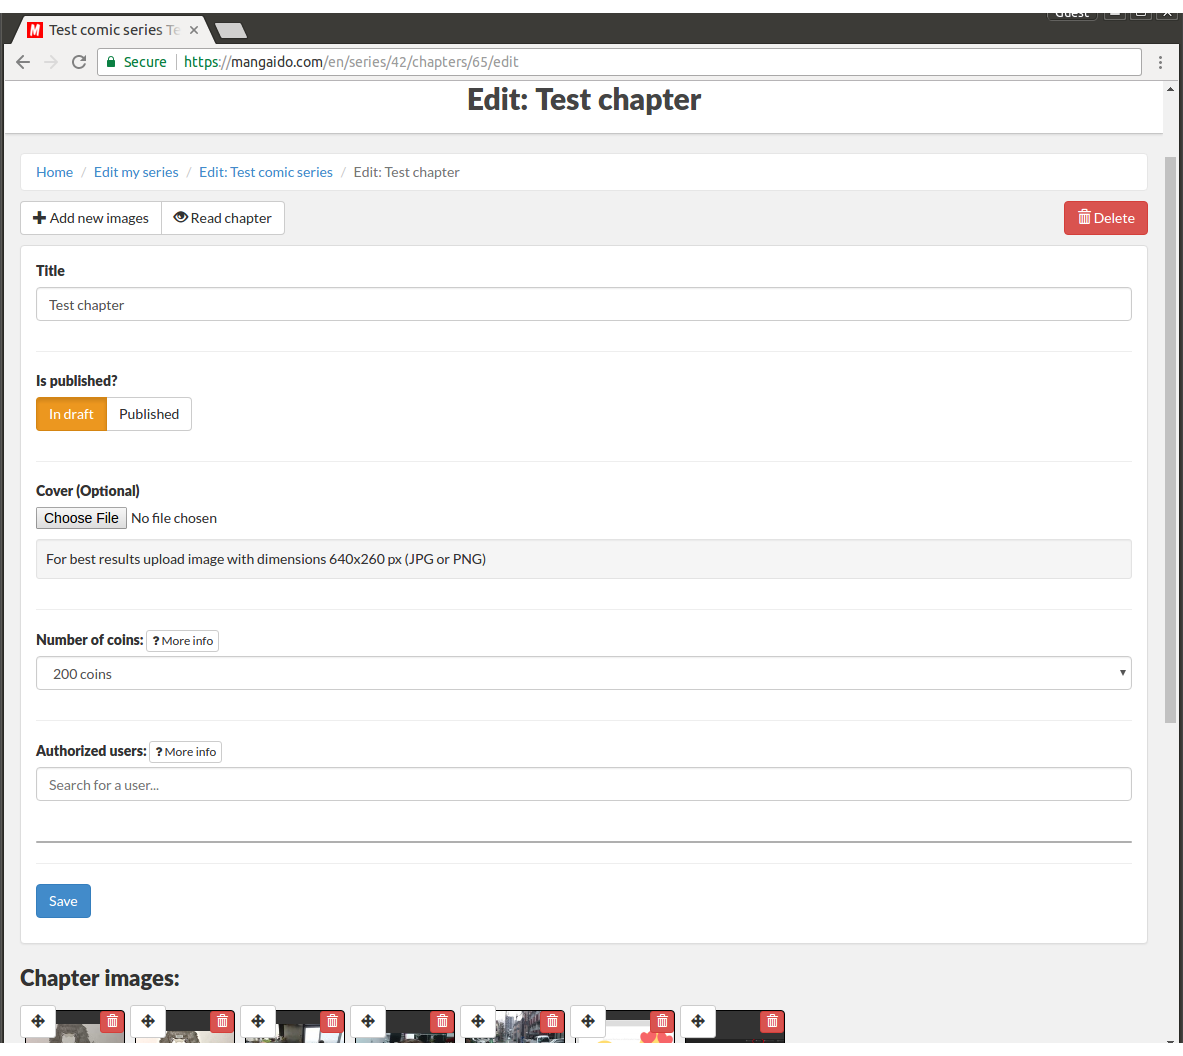 Guest
Test comic series Te
Secure https://mangaido.com/en/series/42/chapters/65/edit
Edit: Test chapter
Home / Edit my series / Edit: Test comic series / Edit: Test chapter
Add new images Read chapter Delete
Title
Test chapter
Is published?
In draft Published
Cover (Optional)
Choose File No file chosen
For best results upload image with dimensions 640x260 px (JPG or PNG)
Number of coins: ? More info
200 coins
Authorized users: ? More info
Search for a user...
Save
Chapter images: